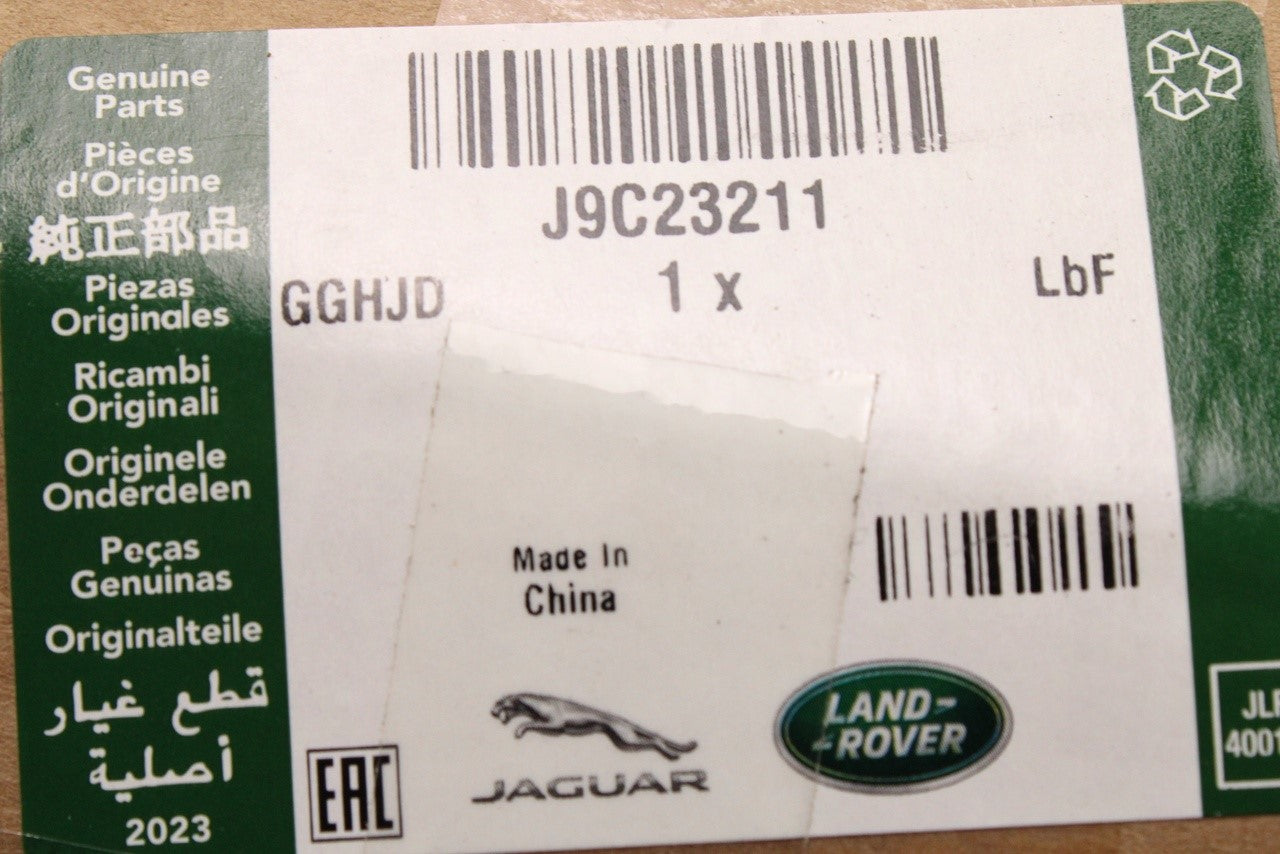 Genuine
Parts
Pièces
d'Origine
純正部品
Piezas
Originales
Ricambi
Originali
Originele
Onderdelen
Peças
Genuinas
Originalteile
قطع غيار
أصلية
2023
J9C23211
GGHJD
1 x
LbF
Made In
China
EAC
JAGUAR
LAND-
-ROVER
4001